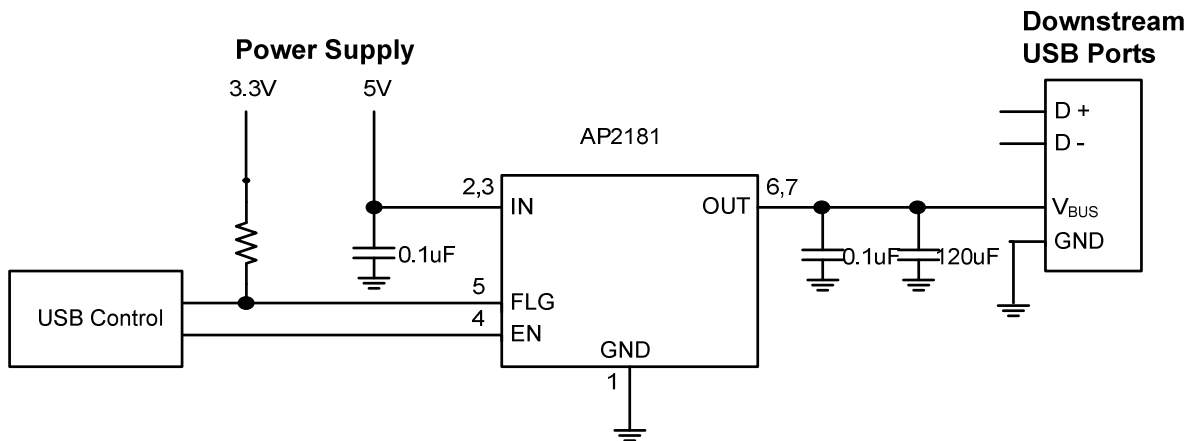 Downstream
USB Ports
Power Supply
3.3V
5V
D +
D -
AP2181
2,3
6,7
IN
OUT
VBUS
GND
0.1uF
0.1uF
120uF
5
FLG
USB Control
4
EN
GND
1